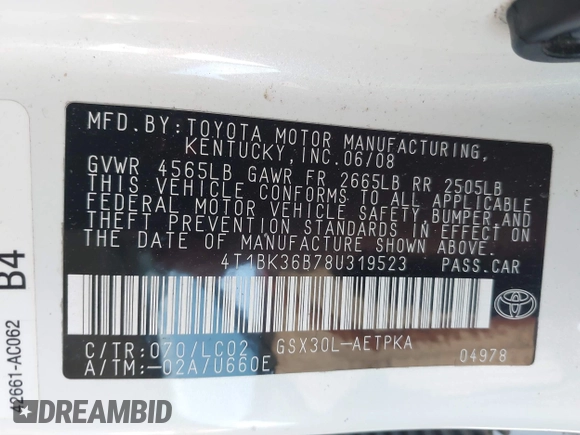 MFD.BY:TOYOTA MOTOR MANUFACTURING,
KENTUCKY, INC.06/08
GVWR 4565LB GAWR FR 2665LB RR 2505LB
THIS VEHICLE CONFORMS TO ALL APPLICABLE
FEDERAL MOTOR VEHICLE SAFETY, BUMPER, AND
THEFT PREVENTION STANDARDS IN EFFECT ON
THE DATE OF MANUFACTURE SHOWN ABOVE.
4T1BK36B78U319523 PASS.CAR
C/TR:070/LC02 GSX30L-AETPKA
A/TM:-02A/U660E 04978
TOYOTA
42661-AC062
B4
DREAMBID